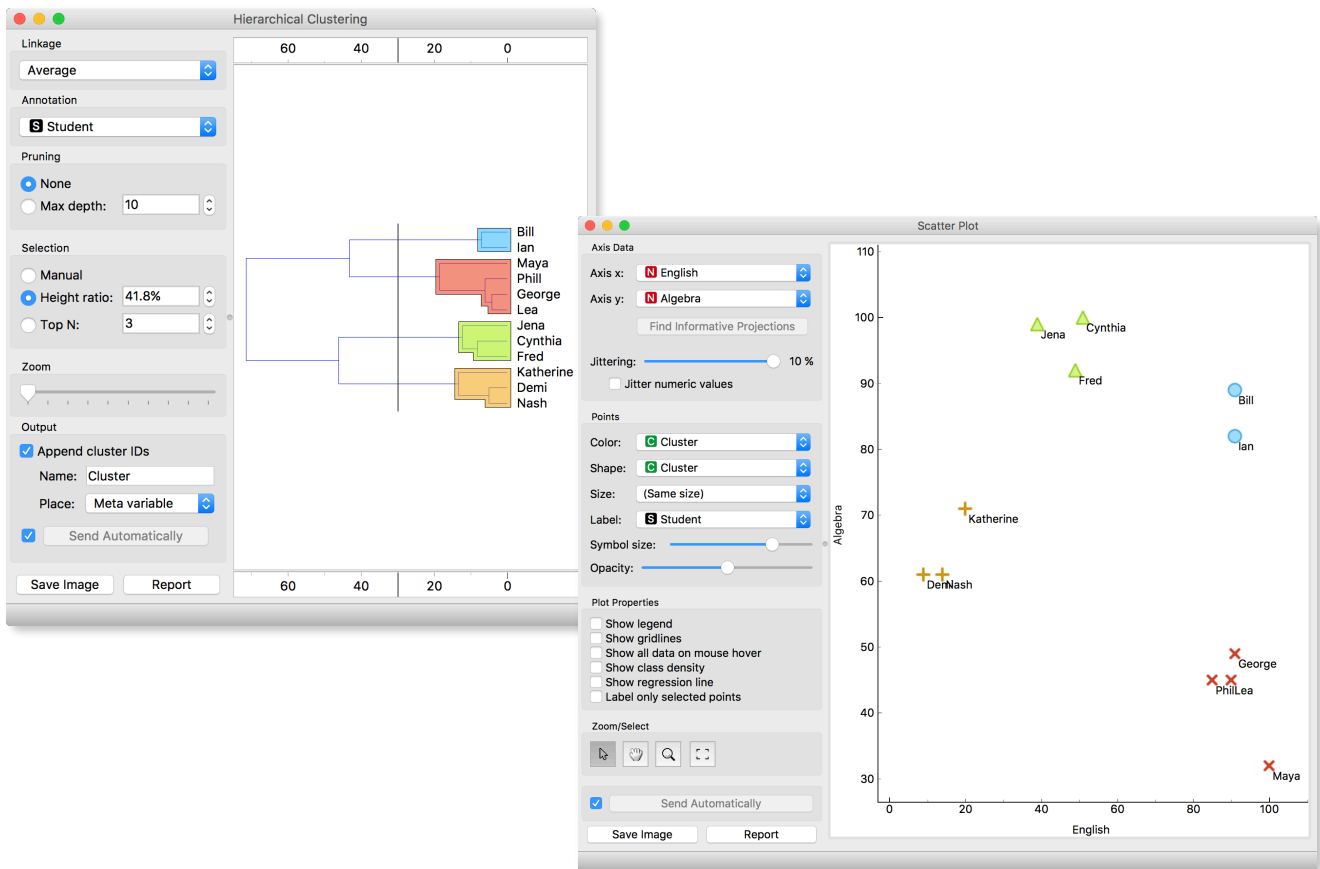 Hierarchical Clustering
Linkage
Average
Annotation
S Student
Pruning
None
Max depth: 10
Selection
Manual
Height ratio: 41.8%
Top N: 3
Zoom
Output
Append cluster IDs
Name: Cluster
Place: Meta variable
Send Automatically
Save Image Report
60 40 20 0
Bill
Ian
Maya
Phill
George
Lea
Jena
Cynthia
Fred
Katherine
Demi
Nash
60 40 20 0
Scatter Plot
Axis Data
Axis x: N English
Axis y: N Algebra
Find Informative Projections
Jittering: 10 %
Jitter numeric values
Points
Color: C Cluster
Shape: C Cluster
Size: (Same size)
Label: S Student
Symbol size:
Opacity:
Plot Properties
Show legend
Show gridlines
Show all data on mouse hover
Show class density
Show regression line
Label only selected points
Zoom/Select
Send Automatically
Save Image Report
110
100
90
80
70
60
50
40
30
Algebra
Jena
Cynthia
Fred
Bill
Ian
Katherine
DemNash
George
PhilLea
Maya
0 20 40 60 80 100
English